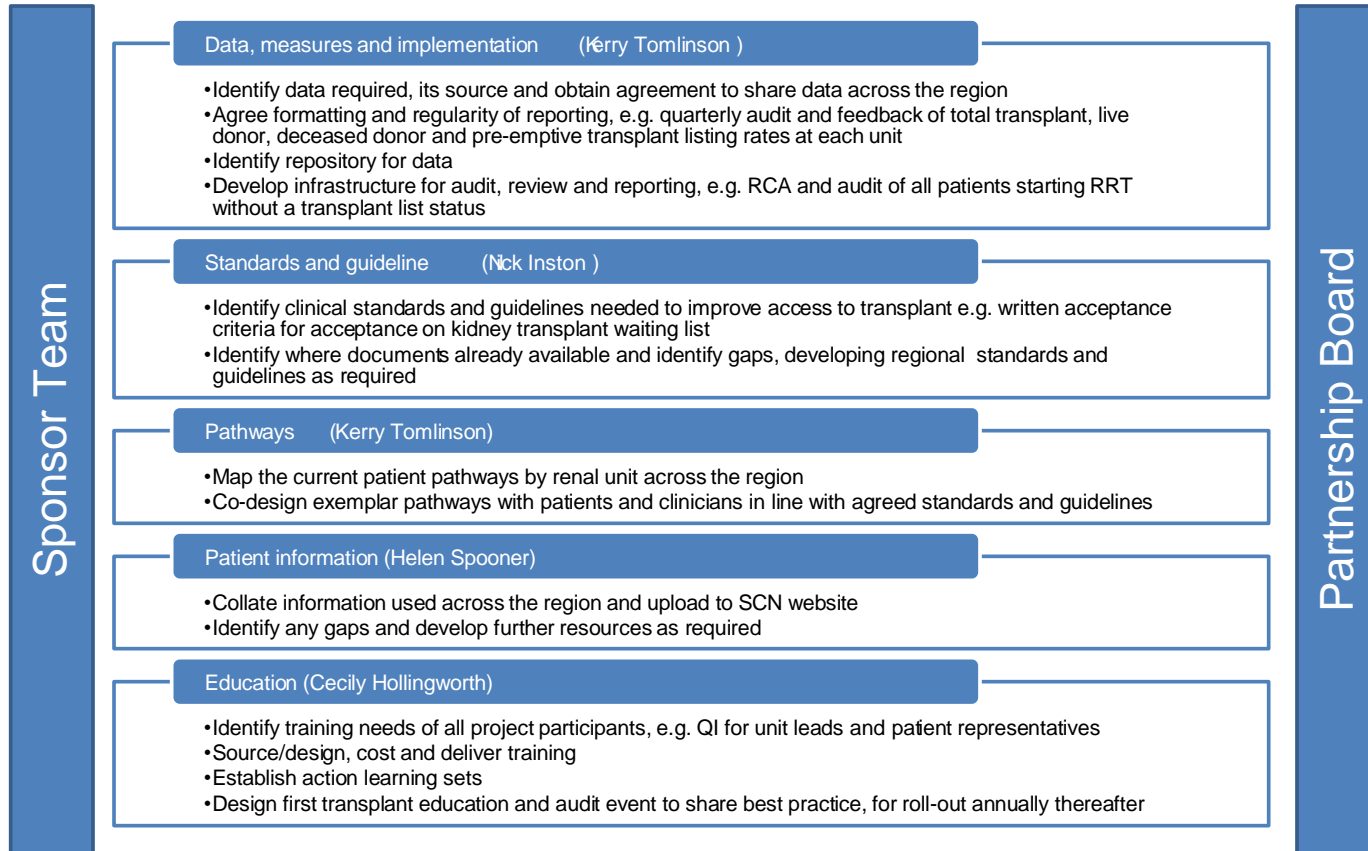 Sponsor Team
Data, measures and implementation (Kerry Tomlinson )
•Identify data required, its source and obtain agreement to share data across the region
•Agree formatting and regularity of reporting, e.g. quarterly audit and feedback of total transplant, live
donor, deceased donor and pre-emptive transplant listing rates at each unit
•Identify repository for data
•Develop infrastructure for audit, review and reporting, e.g. RCA and audit of all patients starting RRT
without a transplant list status
Standards and guideline (Nick Inston )
•Identify clinical standards and guidelines needed to improve access to transplant e.g. written acceptance
criteria for acceptance on kidney transplant waiting list
•Identify where documents already available and identify gaps, developing regional standards and
guidelines as required
Pathways (Kerry Tomlinson)
•Map the current patient pathways by renal unit across the region
•Co-design exemplar pathways with patients and clinicians in line with agreed standards and guidelines
Patient information (Helen Spooner)
•Collate information used across the region and upload to SCN website
•Identify any gaps and develop further resources as required
Education (Cecily Hollingworth)
•Identify training needs of all project participants, e.g. QI for unit leads and patient representatives
•Source/design, cost and deliver training
•Establish action learning sets
•Design first transplant education and audit event to share best practice, for roll-out annually thereafter
Partnership Board